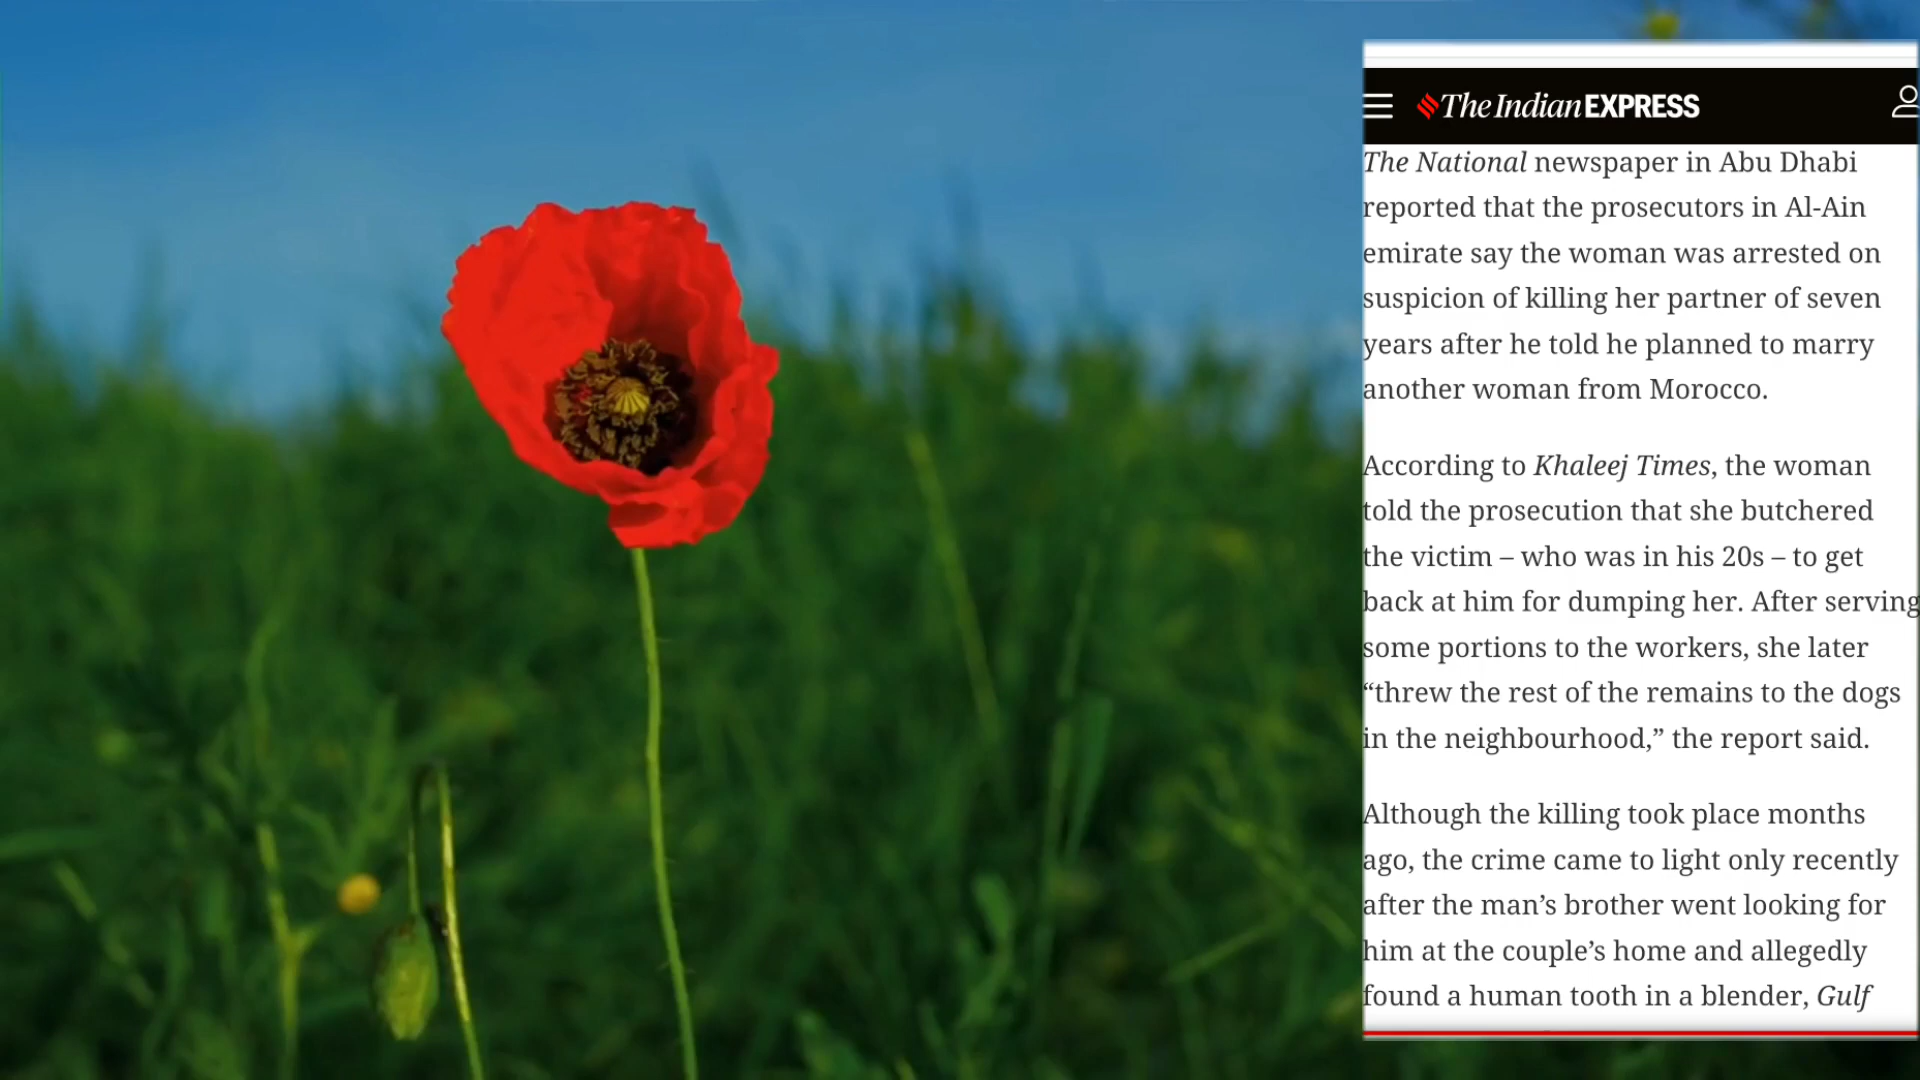 The Indian EXPRESS
The National newspaper in Abu Dhabi
reported that the prosecutors in Al-Ain
emirate say the woman was arrested on
suspicion of killing her partner of seven
years after he told he planned to marry
another woman from Morocco.
According to Khaleej Times, the woman
told the prosecution that she butchered
the victim – who was in his 20s – to get
back at him for dumping her. After serving
some portions to the workers, she later
“threw the rest of the remains to the dogs
in the neighbourhood,” the report said.
Although the killing took place months
ago, the crime came to light only recently
after the man’s brother went looking for
him at the couple’s home and allegedly
found a human tooth in a blender, Gulf